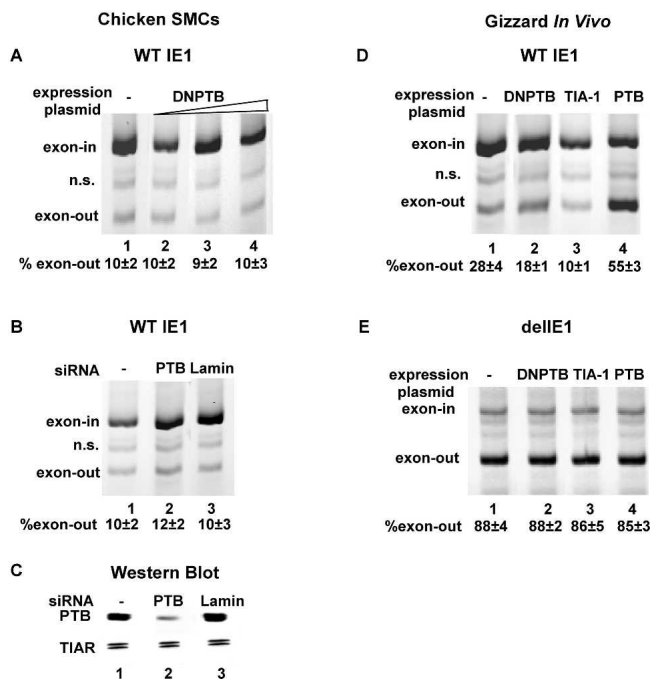 Chicken SMCs
A
WT IE1
expression plasmid
-
DNPTB
exon-in
n.s.
exon-out
1 2 3 4
% exon-out 10±2 10±2 9±2 10±3
B
WT IE1
siRNA - PTB Lamin
exon-in
n.s.
exon-out
1 2 3
%exon-out 10±2 12±2 10±3
C
Western Blot
siRNA - PTB Lamin
PTB
TIAR
1 2 3
Gizzard In Vivo
D
WT IE1
expression plasmid
- DNPTB TIA-1 PTB
exon-in
n.s.
exon-out
1 2 3 4
%exon-out 28±4 18±1 10±1 55±3
E
delIE1
expression plasmid
- DNPTB TIA-1 PTB
exon-in
exon-out
1 2 3 4
%exon-out 88±4 88±2 86±5 85±3